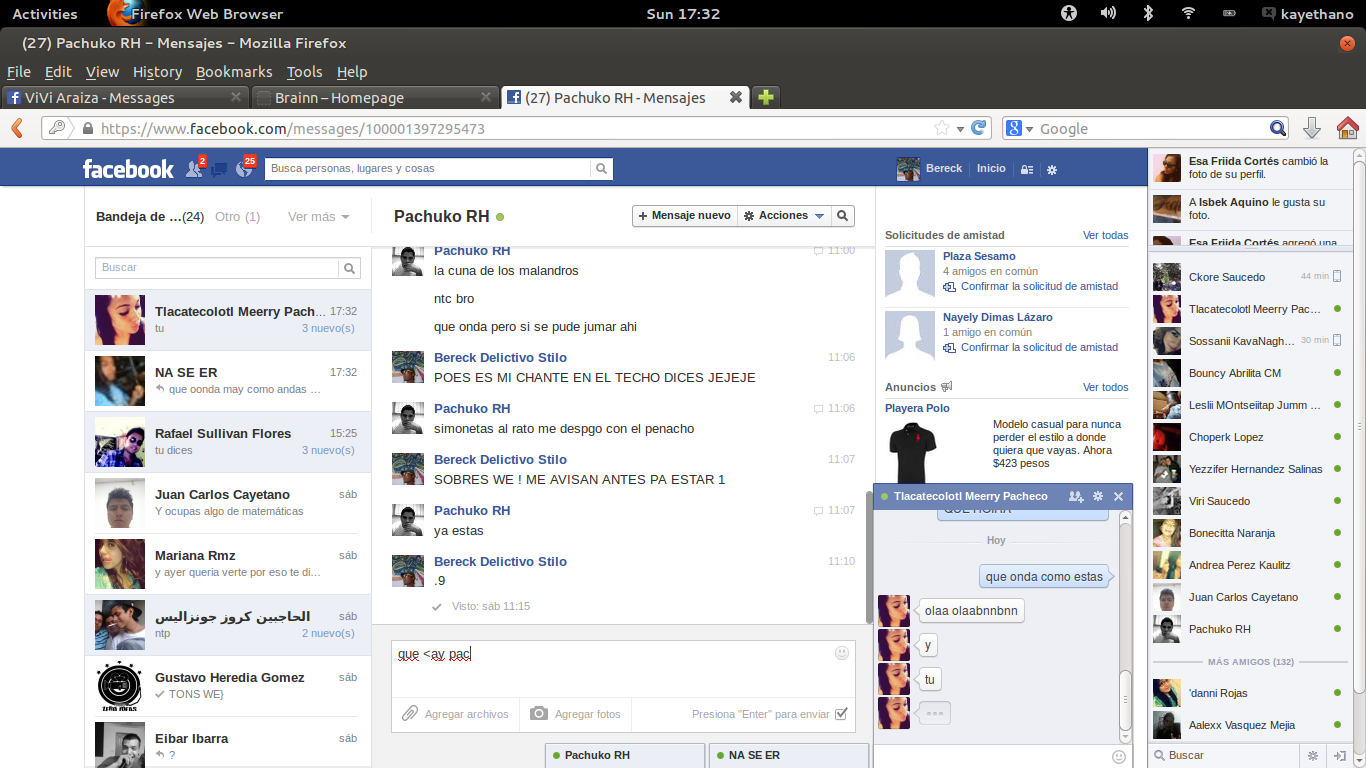 Activities
Firefox Web Browser
Sun 17:32
kayethano
(27) Pachuko RH - Mensajes - Mozilla Firefox
File Edit View History Bookmarks Tools Help
ViVi Araiza - Messages
Brainn – Homepage
(27) Pachuko RH - Mensajes
https://www.facebook.com/messages/100001397295473
Google
facebook
2
25
Busca personas, lugares y cosas
Bereck
Inicio
Bandeja de ...(24)
Otro (1)
Ver más
Buscar
Tlacatecolotl Meerry Pach... 17:32
tu 3 nuevo(s)
NA SE ER 17:32
que oonda may como andas ...
Rafael Sullivan Flores 15:25
tu dices 3 nuevo(s)
Juan Carlos Cayetano sáb
Y ocupas algo de matemáticas
Mariana Rmz sáb
y ayer queria verte por eso te di...
الحاجبين كروز جونزاليس sáb
ntp 2 nuevo(s)
Gustavo Heredia Gomez sáb
TONS WE}
Eibar Ibarra sáb
?
Pachuko RH
Mensaje nuevo
Acciones
Pachuko RH 11:00
la cuna de los malandros
ntc bro
que onda pero si se pude jumar ahi
Bereck Delictivo Stilo 11:06
POES ES MI CHANTE EN EL TECHO DICES JEJEJE
Pachuko RH 11:06
simonetas al rato me despgo con el penacho
Bereck Delictivo Stilo 11:07
SOBRES WE ! ME AVISAN ANTES PA ESTAR 1
Pachuko RH 11:07
ya estas
Bereck Delictivo Stilo 11:10
.9
Visto: sáb 11:15
que <ay pac
Agregar archivos
Agregar fotos
Presiona "Enter" para enviar
Pachuko RH
NA SE ER
Solicitudes de amistad
Ver todas
Plaza Sesamo
4 amigos en común
Confirmar la solicitud de amistad
Nayely Dimas Lázaro
1 amigo en común
Confirmar la solicitud de amistad
Anuncios
Ver todos
Playera Polo
Modelo casual para nunca
perder el estilo a donde
quiera que vayas. Ahora
$423 pesos
Tlacatecolotl Meerry Pacheco
Hoy
que onda como estas
olaa olaabnnbnn
y
tu
Esa Friida Cortés cambió la
foto de su perfil.
A Isbek Aquino le gusta su
foto.
Esa Friida Cortés agregó una
Ckore Saucedo 44 min
Tlacatecolotl Meerry Pac...
Sossanii KavaNagh... 30 min
Bouncy Abrilita CM
Leslii MOntseiitap Jumm ...
Choperk Lopez
Yezzifer Hernandez Salinas
Viri Saucedo
Bonecitta Naranja
Andrea Perez Kaulitz
Juan Carlos Cayetano
Pachuko RH
MÁS AMIGOS (132)
'danni Rojas
Aalexx Vasquez Mejia
Buscar